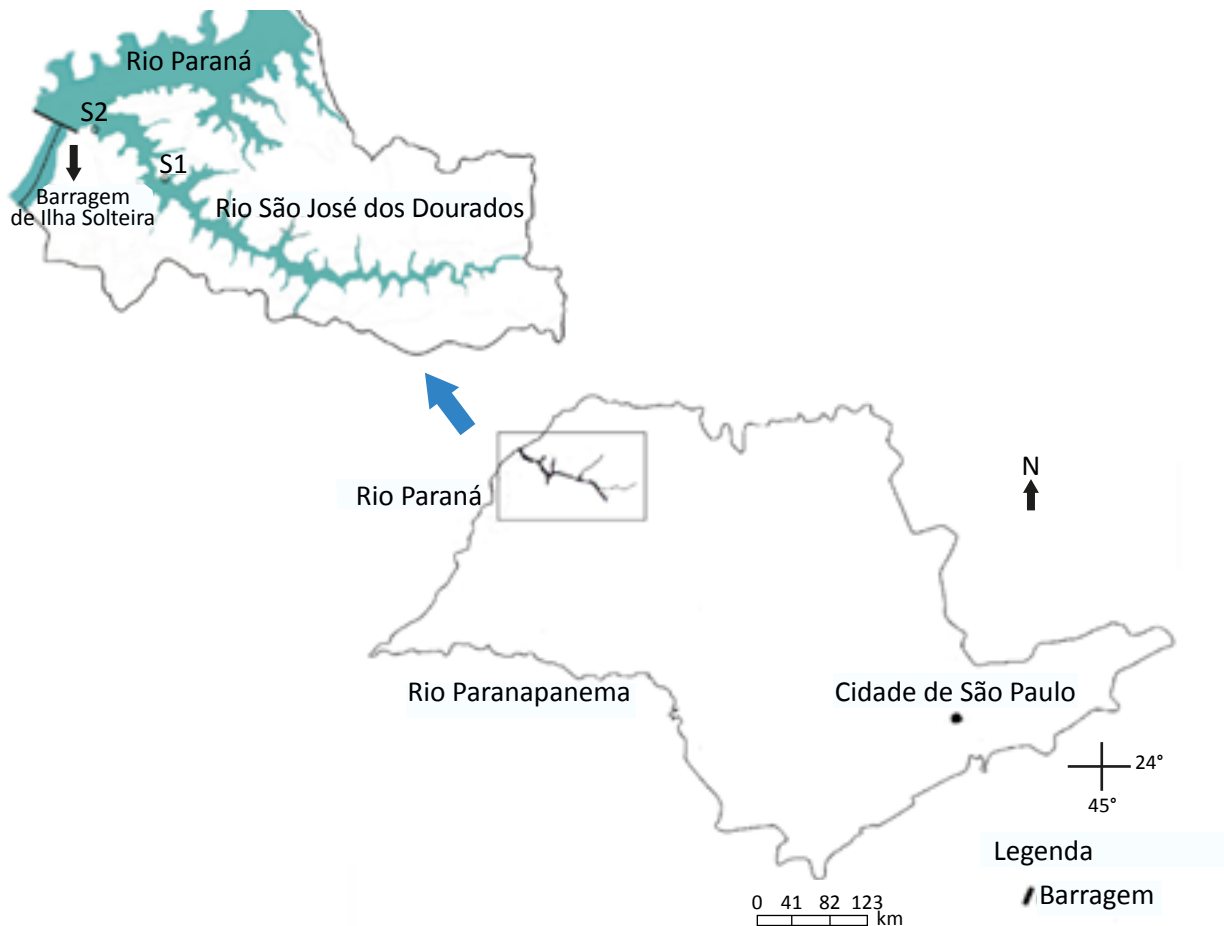 Rio Paraná
S2
S1
Barragem
de Ilha Solteira
Rio São José dos Dourados
Rio Paraná
N
Rio Paranapanema
Cidade de São Paulo
24°
45°
Legenda
Barragem
0 41 82 123
km